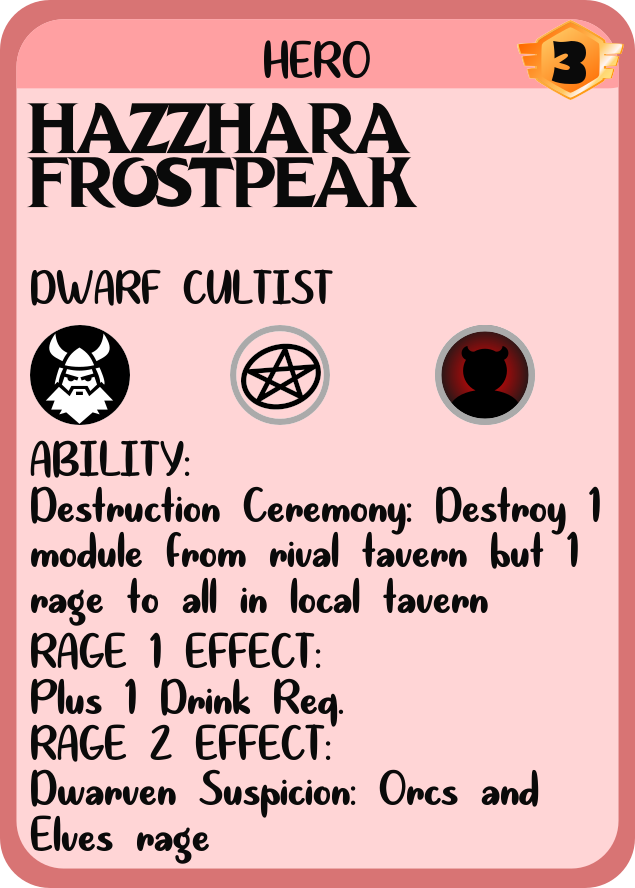 HERO
3
HAZZHARA
FROSTPEAK
DWARF CULTIST
ABILITY:
Destruction Ceremony: Destroy 1
module from rival tavern but 1
rage to all in local tavern
RAGE 1 EFFECT:
Plus 1 Drink Req.
RAGE 2 EFFECT:
Dwarven Suspicion: Orcs and
Elves rage